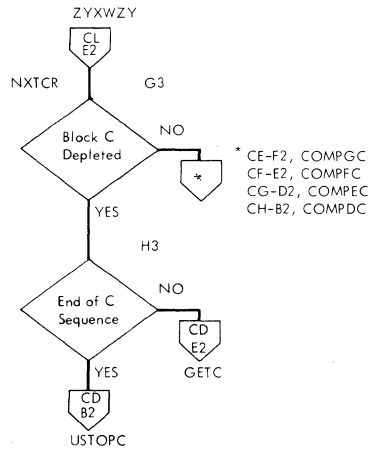 ZYXWZY
CL
E2
NXTCR
G3
Block C
Depleted
NO
*
* CE-F2, COMPGC
CF-E2, COMPFC
CG-D2, COMPEC
CH-B2, COMPDC
YES
H3
End of C
Sequence
NO
CD
E2
GETC
YES
CD
B2
USTOPC